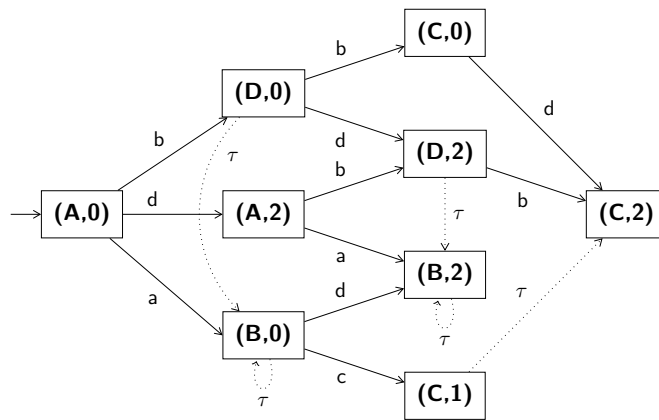 (C,0)
b
(D,0)
d
b
τ
d
(D,2)
b
(A,0)
d
(A,2)
τ
b
(C,2)
a
a
(B,2)
τ
d
(B,0)
τ
c
τ
(C,1)